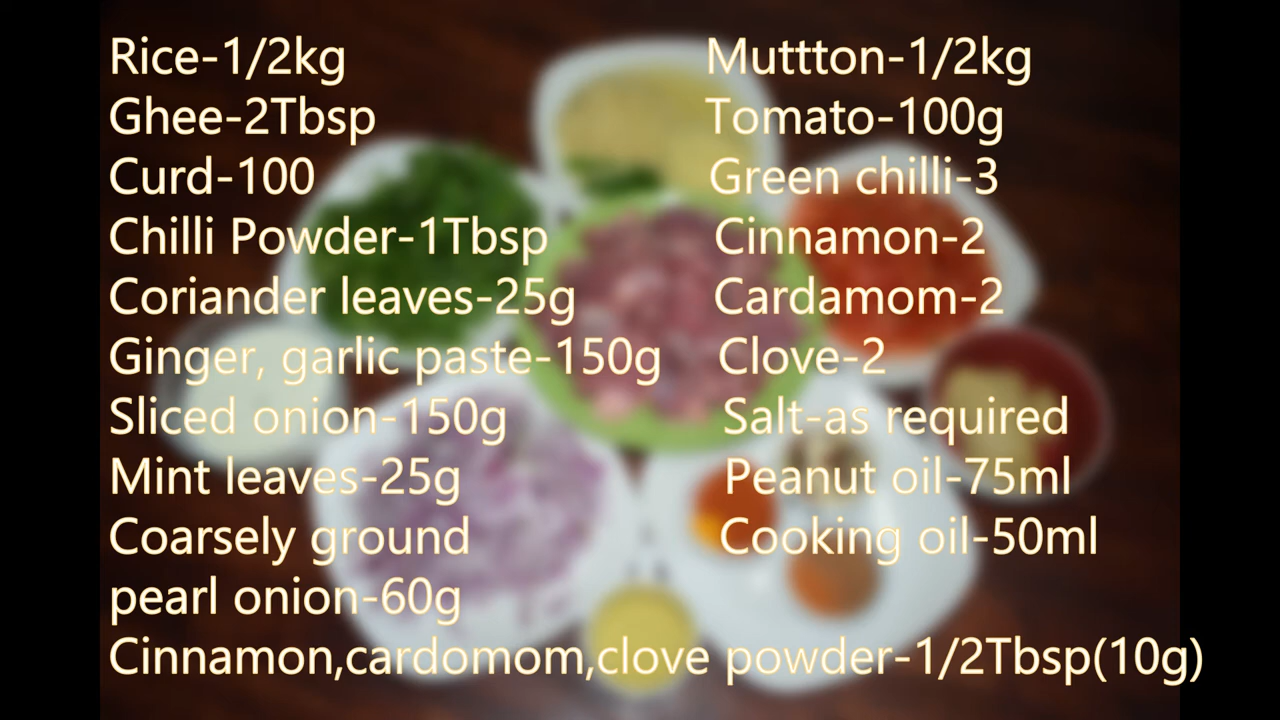 Rice-1/2kg
Ghee-2Tbsp
Curd-100
Chilli Powder-1Tbsp
Coriander leaves-25g
Ginger, garlic paste-150g
Sliced onion-150g
Mint leaves-25g
Coarsely ground
pearl onion-60g
Cinnamon,cardomom,clove powder-1/2Tbsp(10g)
Muttton-1/2kg
Tomato-100g
Green chilli-3
Cinnamon-2
Cardamom-2
Clove-2
Salt-as required
Peanut oil-75ml
Cooking oil-50ml